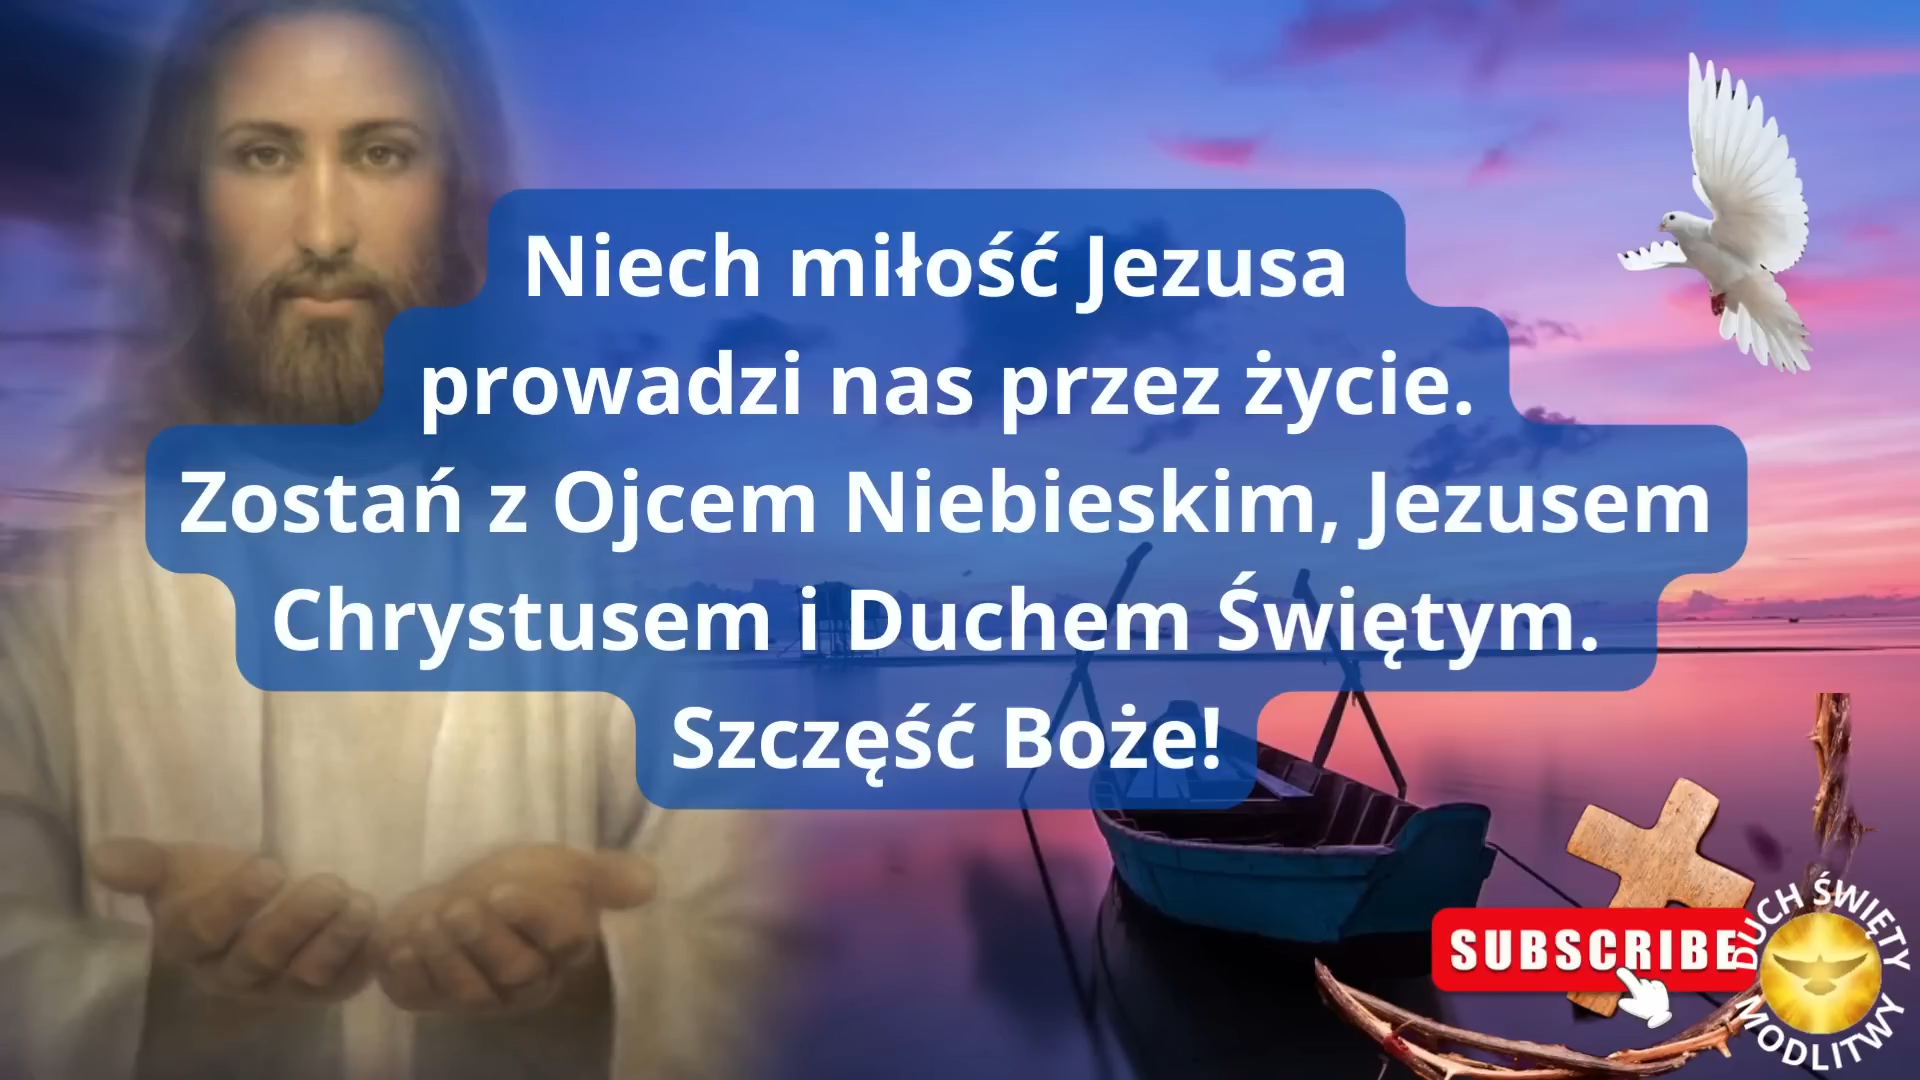 Niech miłość Jezusa
prowadzi nas przez życie.
Zostań z Ojcem Niebieskim, Jezusem
Chrystusem i Duchem Świętym.
Szczęść Boże!
SUBSCRIBE
DUCH ŚWIĘTY
MODLITWY